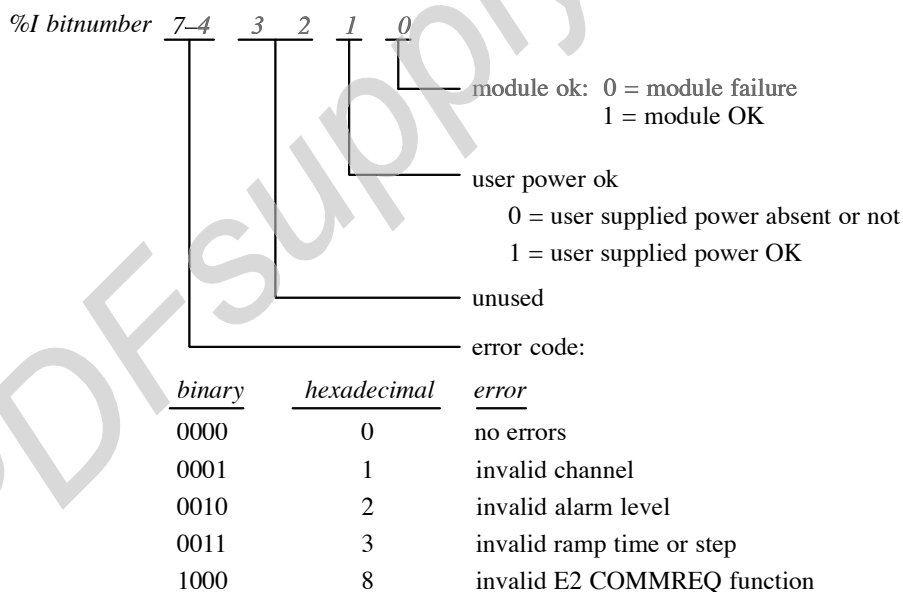 %I bitnumber 7–4 3 2 1 0
module ok: 0 = module failure
1 = module OK
user power ok
0 = user supplied power absent or not
1 = user supplied power OK
unused
error code:
binary hexadecimal error
0000 0 no errors
0001 1 invalid channel
0010 2 invalid alarm level
0011 3 invalid ramp time or step
1000 8 invalid E2 COMMREQ function
PDFsupply